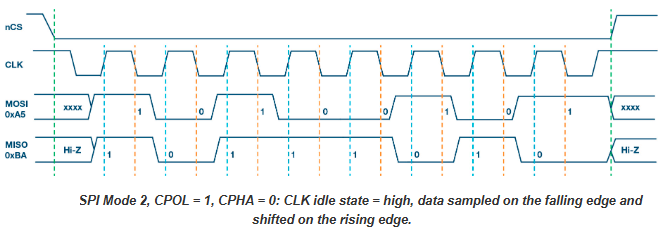 nCS
CLK
MOSI
0xA5
xxxx 1 0 1 0 0 1 0 1 xxxx
MISO
0xBA
Hi-Z 1 0 1 1 1 0 1 0 Hi-Z
SPI Mode 2, CPOL = 1, CPHA = 0: CLK idle state = high, data sampled on the falling edge and
shifted on the rising edge.